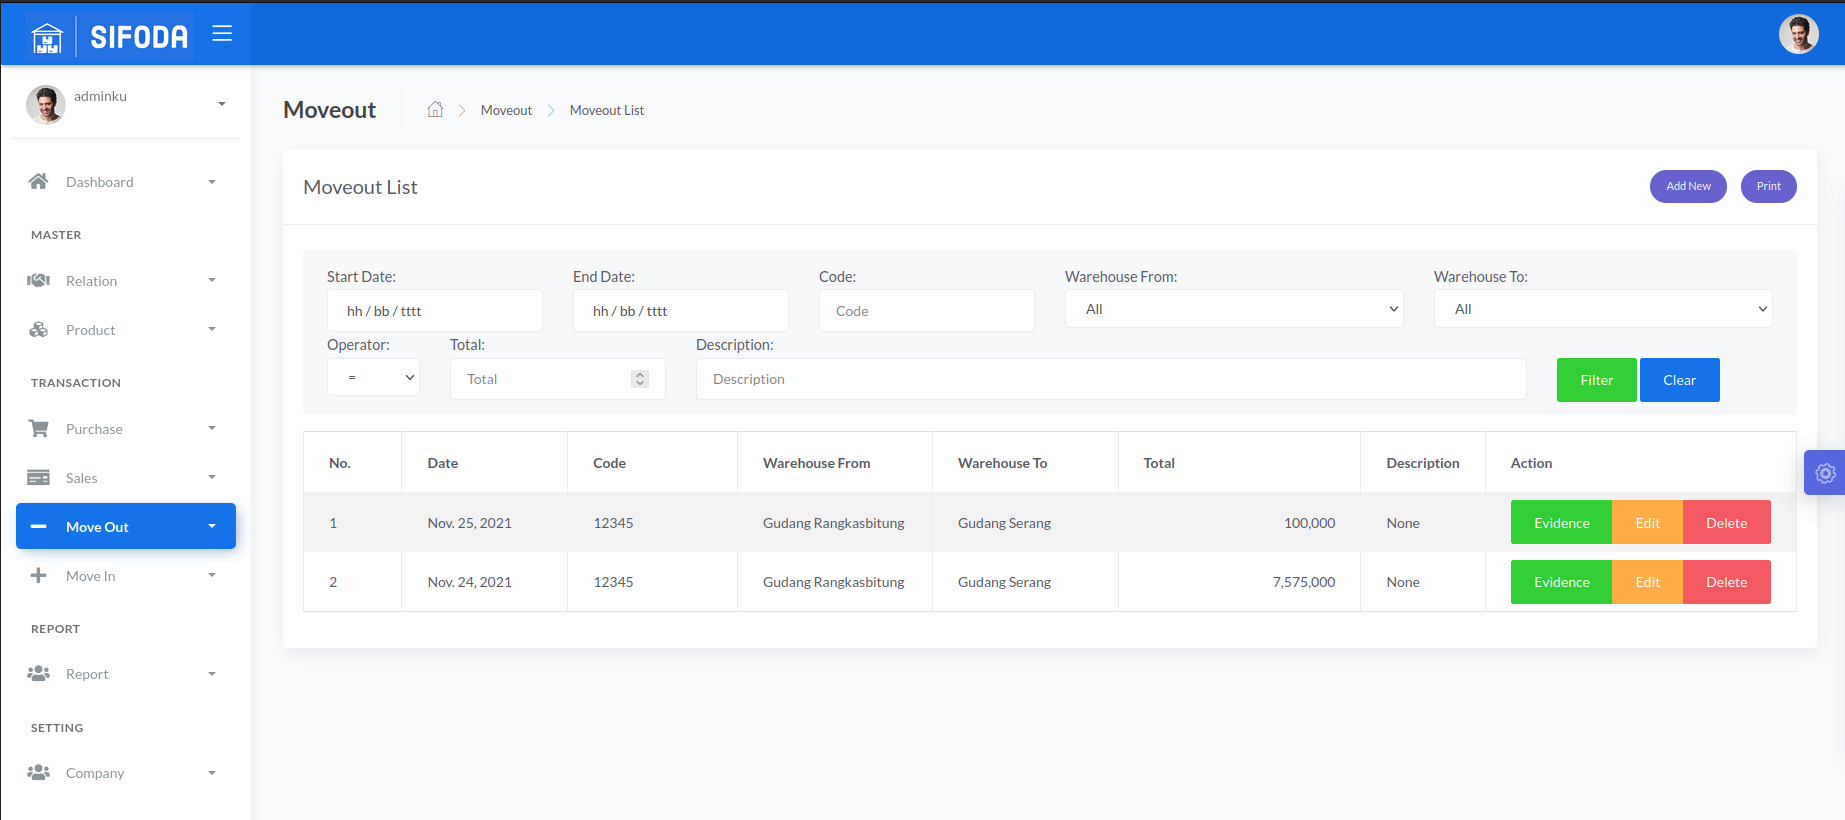 SIFODA
adminku
Dashboard
MASTER
Relation
Product
TRANSACTION
Purchase
Sales
Move Out
Move In
REPORT
Report
SETTING
Company
Moveout
Moveout
Moveout List
Moveout List
Add New
Print
Start Date:
End Date:
Code:
Warehouse From:
Warehouse To:
hh / bb / tttt
hh / bb / tttt
Code
All
All
Operator:
Total:
Description:
=
Total
Description
Filter
Clear
No. Date Code Warehouse From Warehouse To Total Description Action
1 Nov. 25, 2021 12345 Gudang Rangkasbitung Gudang Serang 100,000 None Evidence Edit Delete
2 Nov. 24, 2021 12345 Gudang Rangkasbitung Gudang Serang 7,575,000 None Evidence Edit Delete